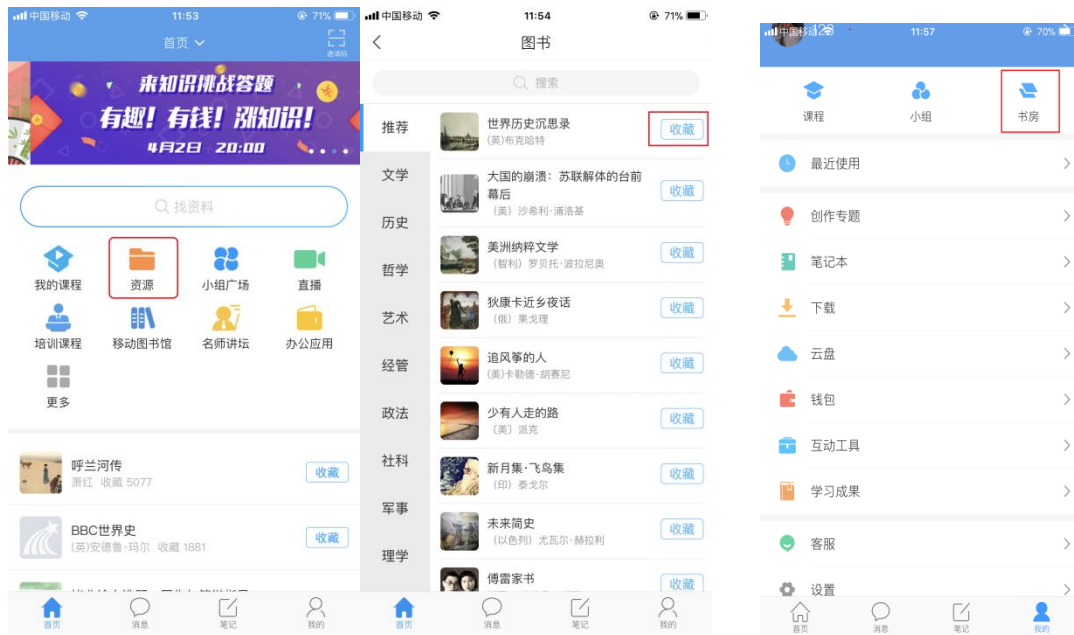 中国移动
11:53
71%
首页
邀请码
来知识挑战答题
有趣！有钱！涨知识！
4月2日 20:00
找资料
我的课程
资源
小组广场
直播
培训课程
移动图书馆
名师讲坛
办公应用
更多
呼兰河传
萧红 收藏 5077
收藏
BBC世界史
(英)安德鲁·玛尔 收藏 1881
收藏
首页
消息
笔记
我的
中国移动
11:54
71%
图书
搜索
推荐
文学
历史
哲学
艺术
经管
政法
社科
军事
理学
世界历史沉思录
(英)布克哈特
收藏
大国的崩溃：苏联解体的台前
幕后
（美）沙希利·浦洛基
收藏
美洲纳粹文学
（智利）罗贝托·波拉尼奥
收藏
狄康卡近乡夜话
（俄）果戈理
收藏
追风筝的人
(美)卡勒德·胡赛尼
收藏
少有人走的路
〔美〕派克
收藏
新月集·飞鸟集
（印）泰戈尔
收藏
未来简史
（以色列）尤瓦尔·赫拉利
收藏
傅雷家书
收藏
首页
消息
笔记
我的
中国移动
128
11:57
70%
课程
小组
书房
最近使用
创作专题
笔记本
下载
云盘
钱包
互动工具
学习成果
客服
设置
首页
消息
笔记
我的